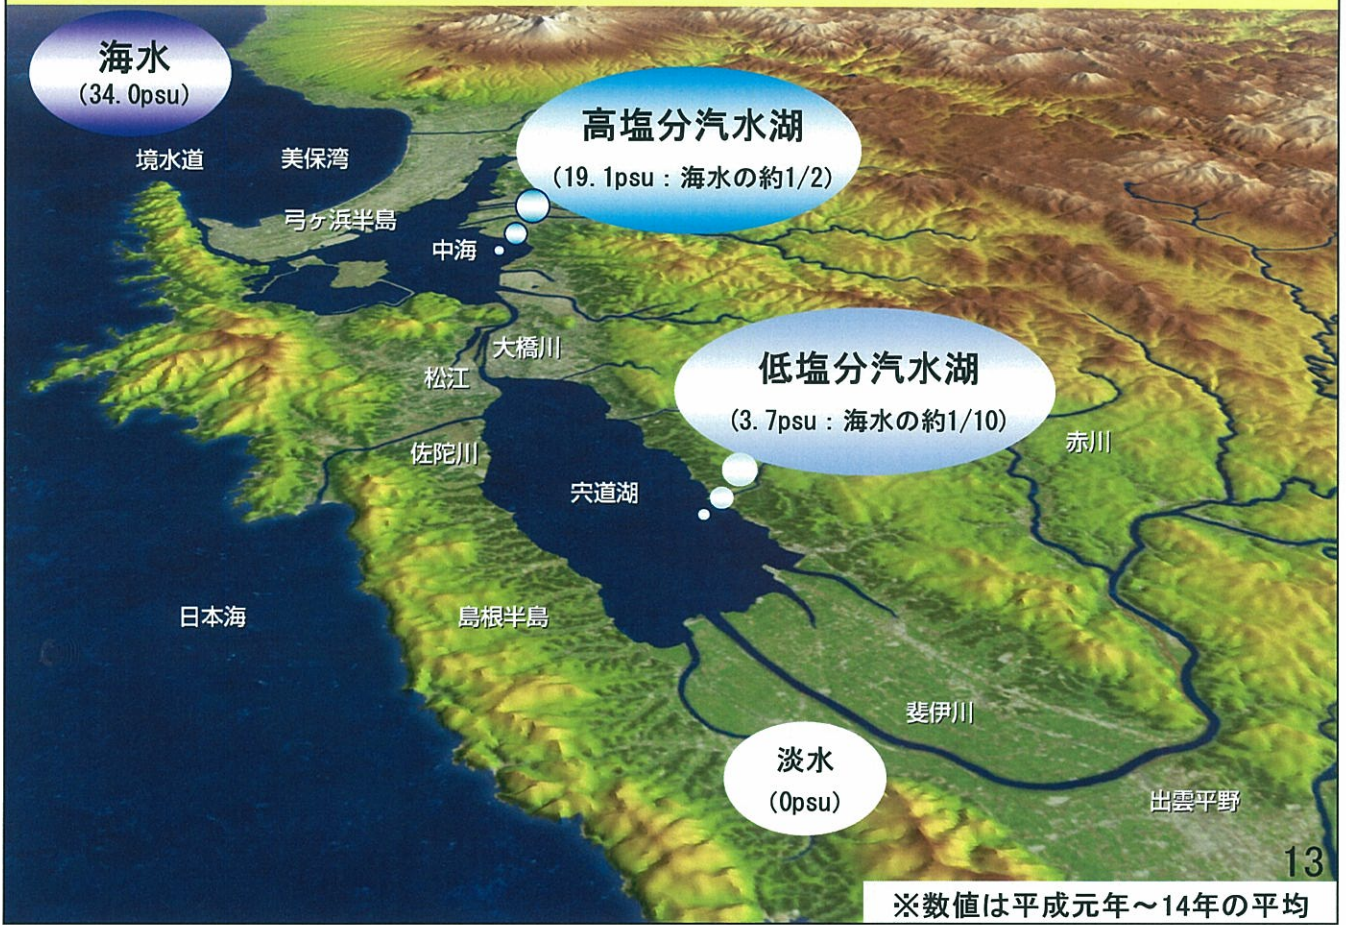 海水
(34.0psu)
高塩分汽水湖
(19.1psu：海水の約1/2)
境水道
美保湾
弓ヶ浜半島
中海
大橋川
松江
低塩分汽水湖
(3.7psu：海水の約1/10)
赤川
佐陀川
宍道湖
日本海
島根半島
斐伊川
淡水
(0psu)
出雲平野
13
※数値は平成元年～14年の平均